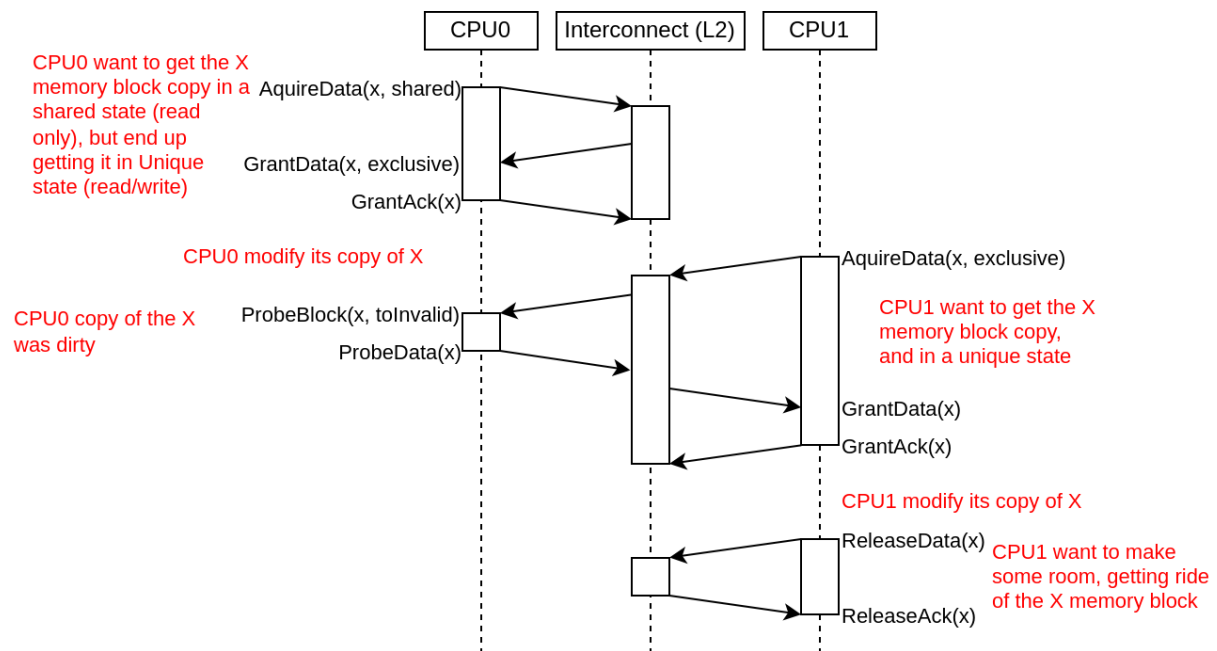 CPU0
Interconnect (L2)
CPU1
CPU0 want to get the X
memory block copy in a
shared state (read
only), but end up
getting it in Unique
state (read/write)
AquireData(x, shared)
GrantData(x, exclusive)
GrantAck(x)
CPU0 modify its copy of X
AquireData(x, exclusive)
CPU1 want to get the X
memory block copy,
and in a unique state
ProbeBlock(x, toInvalid)
CPU0 copy of the X
was dirty
ProbeData(x)
GrantData(x)
GrantAck(x)
CPU1 modify its copy of X
ReleaseData(x)
CPU1 want to make
some room, getting ride
of the X memory block
ReleaseAck(x)